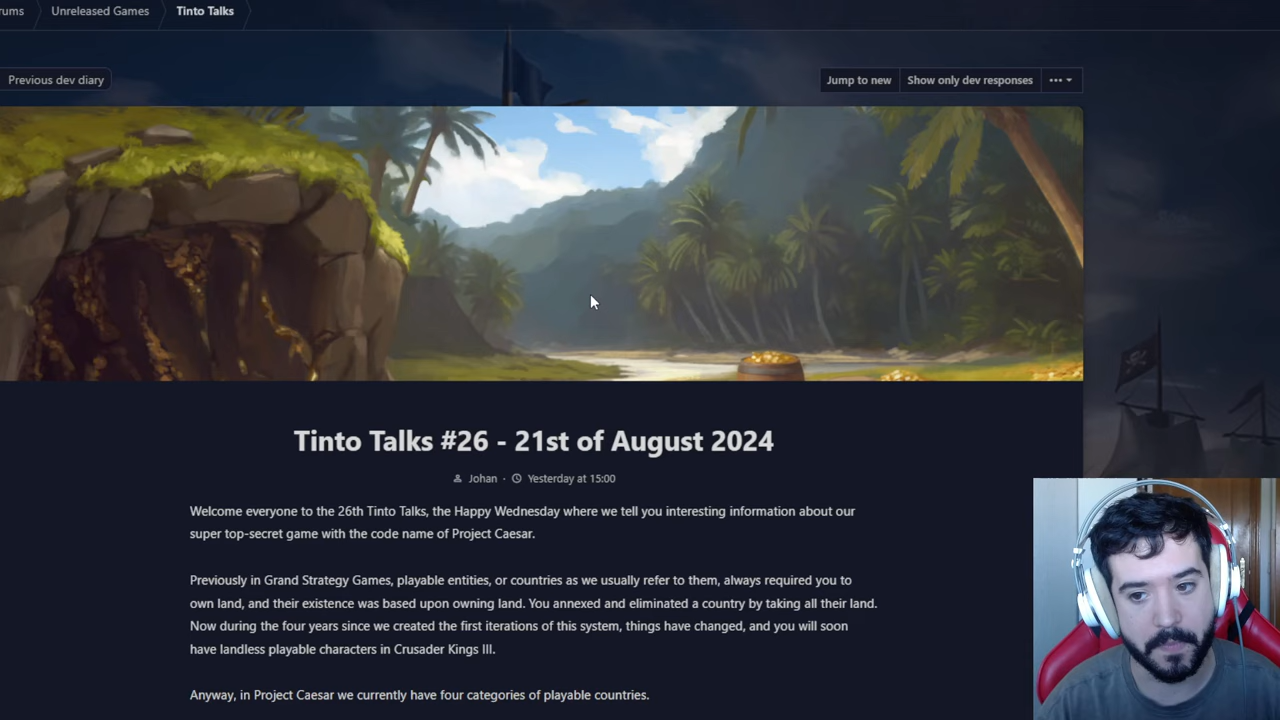 rums Unreleased Games Tinto Talks
Previous dev diary
Jump to new Show only dev responses
Tinto Talks #26 - 21st of August 2024
Johan · Yesterday at 15:00
Welcome everyone to the 26th Tinto Talks, the Happy Wednesday where we tell you interesting information about our
super top-secret game with the code name of Project Caesar.
Previously in Grand Strategy Games, playable entities, or countries as we usually refer to them, always required you to
own land, and their existence was based upon owning land. You annexed and eliminated a country by taking all their land.
Now during the four years since we created the first iterations of this system, things have changed, and you will soon
have landless playable characters in Crusader Kings III.
Anyway, in Project Caesar we currently have four categories of playable countries.